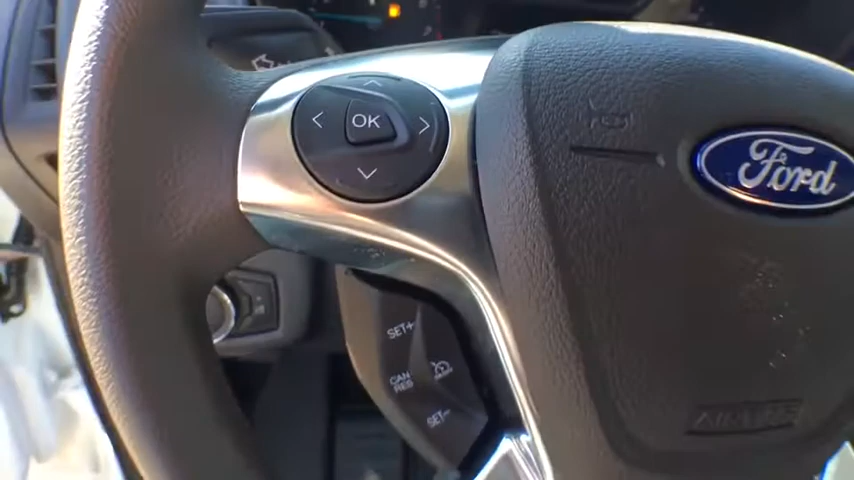 OK
Ford
SET+
CAN
RES
SET-
AIRBAG